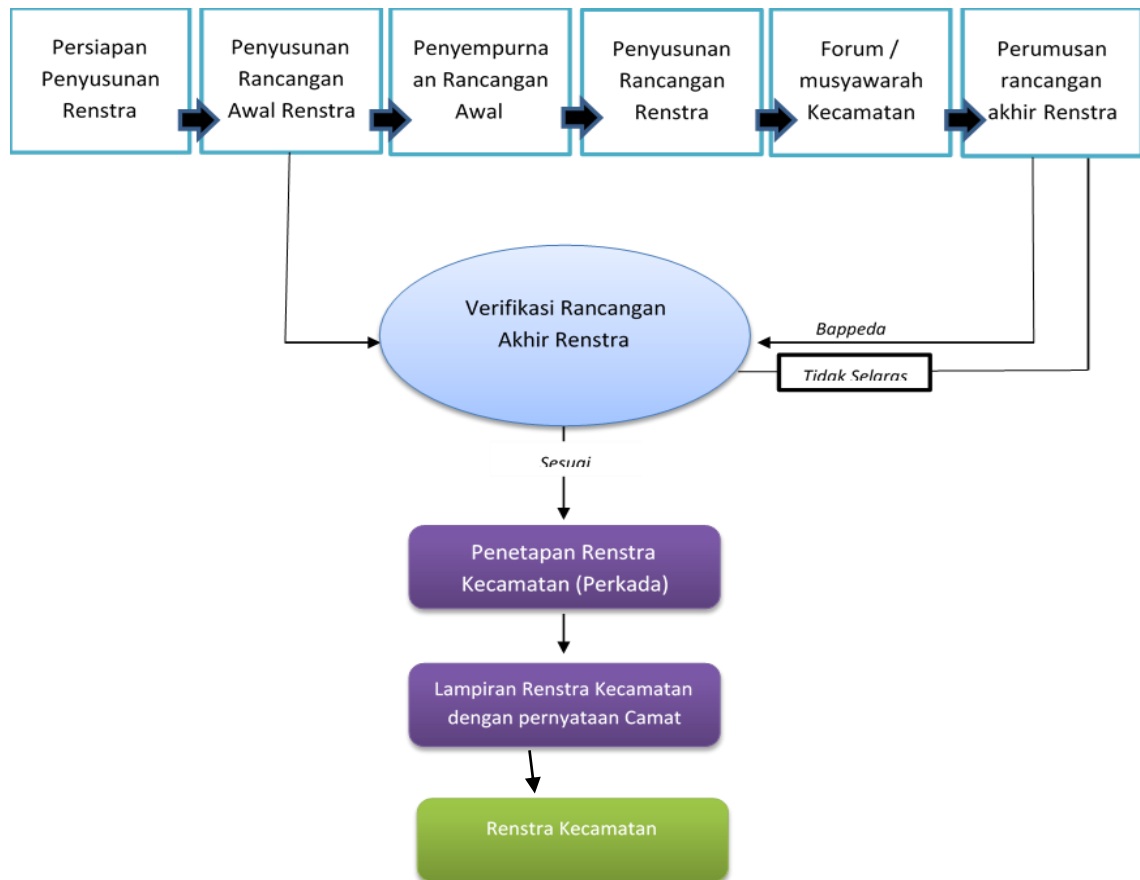 Persiapan
Penyusunan
Renstra
Penyusunan
Rancangan
Awal Renstra
Penyempurna
an Rancangan
Awal
Penyusunan
Rancangan
Renstra
Forum /
musyawarah
Kecamatan
Perumusan
rancangan
akhir Renstra
Verifikasi Rancangan
Akhir Renstra
Bappeda
Tidak Selaras
Sesuai
Penetapan Renstra
Kecamatan (Perkada)
Lampiran Renstra Kecamatan
dengan pernyataan Camat
Renstra Kecamatan